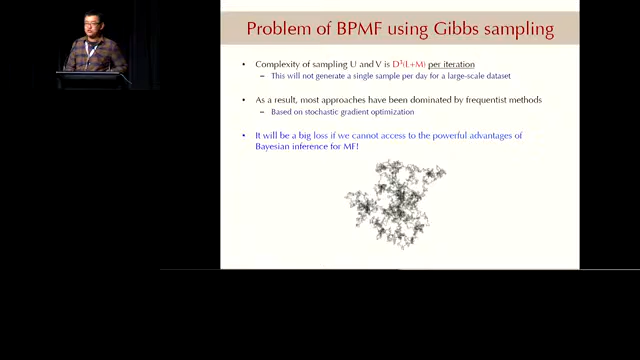 Problem of BPMF using Gibbs sampling
• Complexity of sampling U and V is D³(L+M) per iteration
– This will not generate a single sample per day for a large-scale dataset
• As a result, most approaches have been dominated by frequentist methods
– Based on stochastic gradient optimization
• It will be a big loss if we cannot access to the powerful advantages of
Bayesian inference for MF!